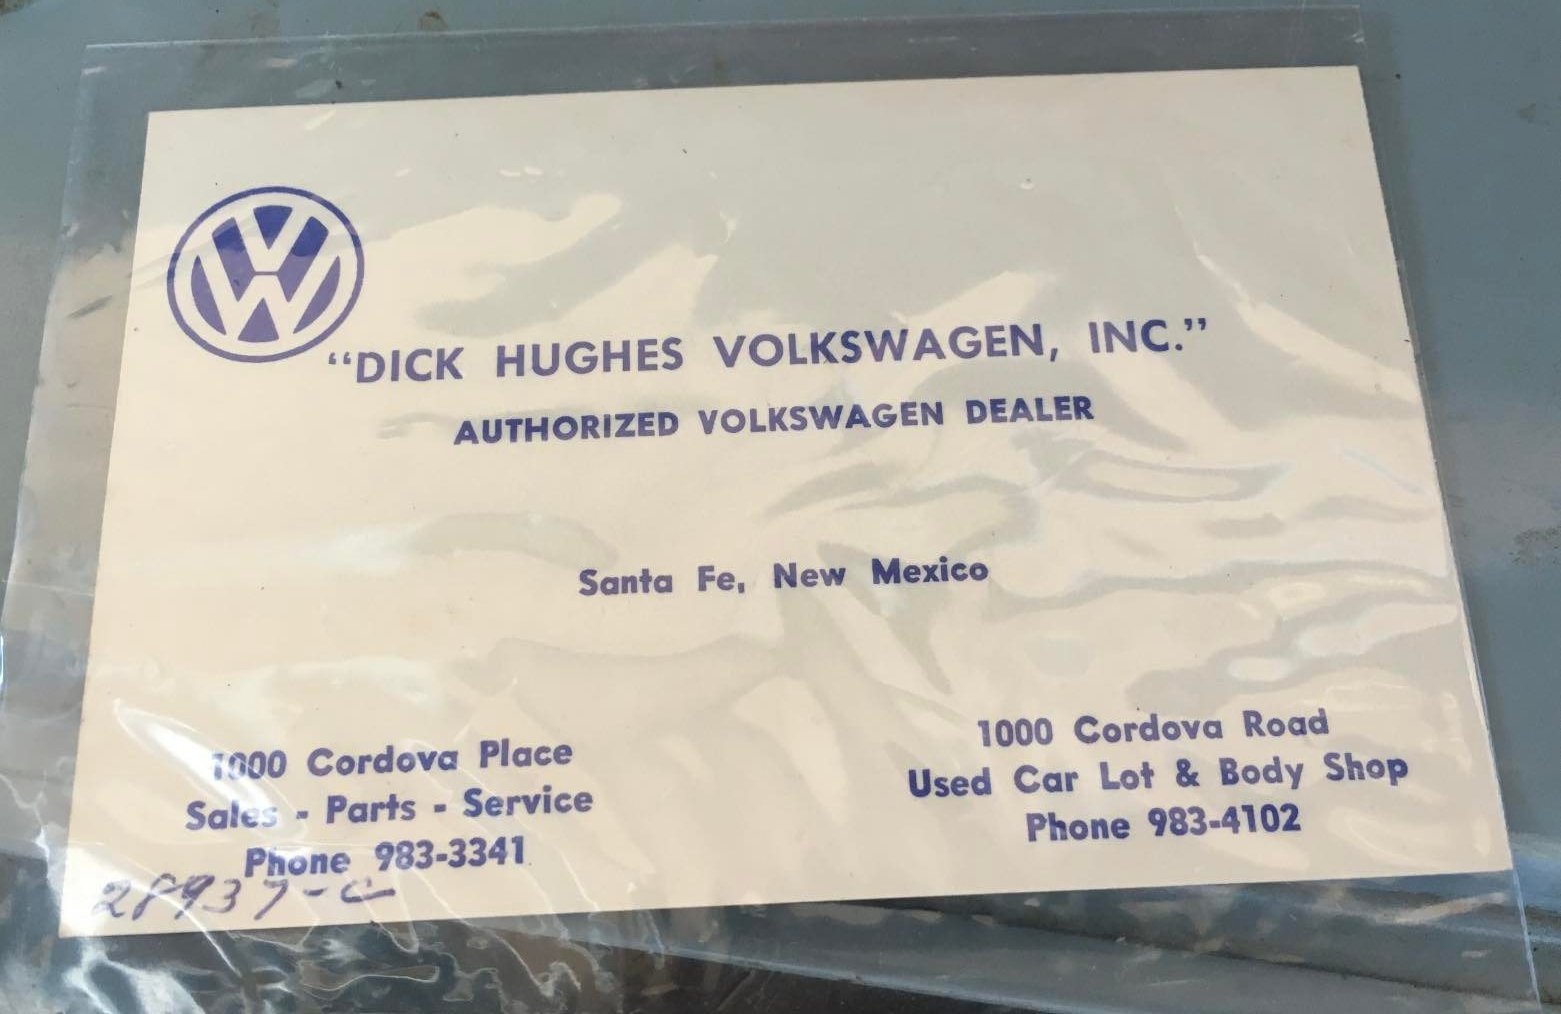 "DICK HUGHES VOLKSWAGEN, INC."
AUTHORIZED VOLKSWAGEN DEALER
Santa Fe, New Mexico
1000 Cordova Place
Sales - Parts - Service
Phone 983-3341
28937-C
1000 Cordova Road
Used Car Lot & Body Shop
Phone 983-4102